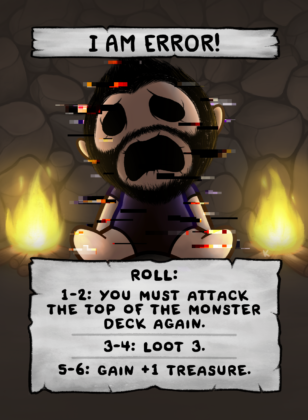 I AM ERROR!
ROLL:
1-2: YOU MUST ATTACK
THE TOP OF THE MONSTER
DECK AGAIN.
3-4: LOOT 3.
5-6: GAIN +1 TREASURE.